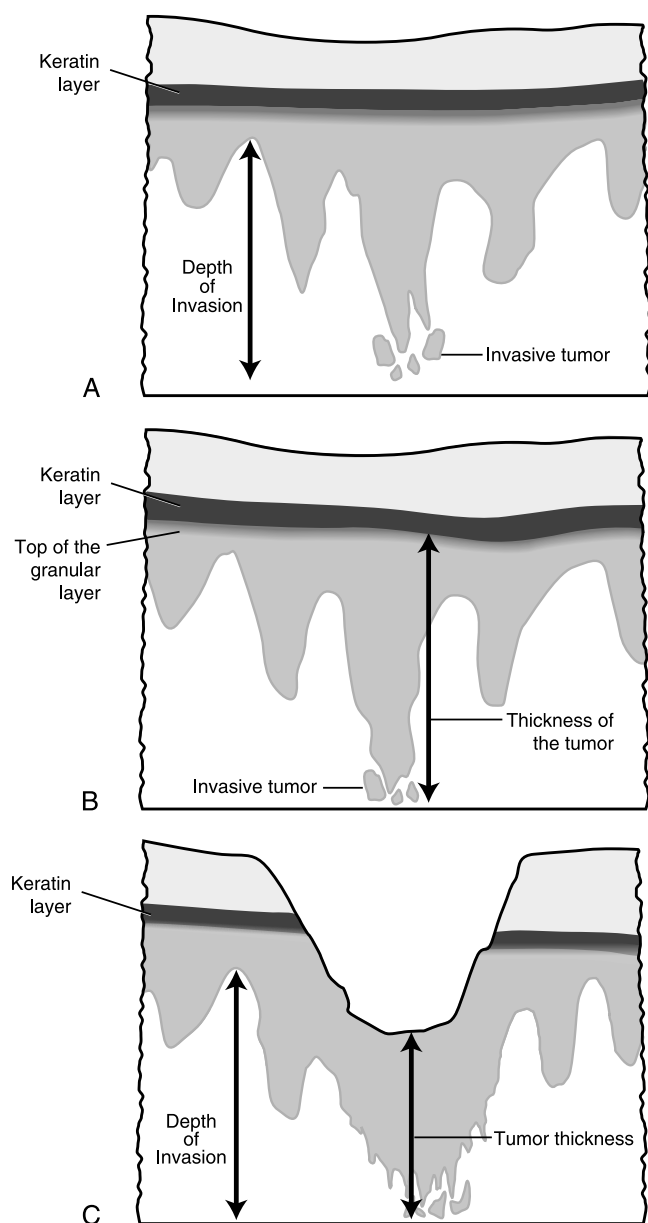 Keratin
layer
Depth
of
Invasion
Invasive tumor
A
Keratin
layer
Top of the
granular
layer
Thickness of
the tumor
Invasive tumor
B
Keratin
layer
Depth
of
Invasion
Tumor thickness
C